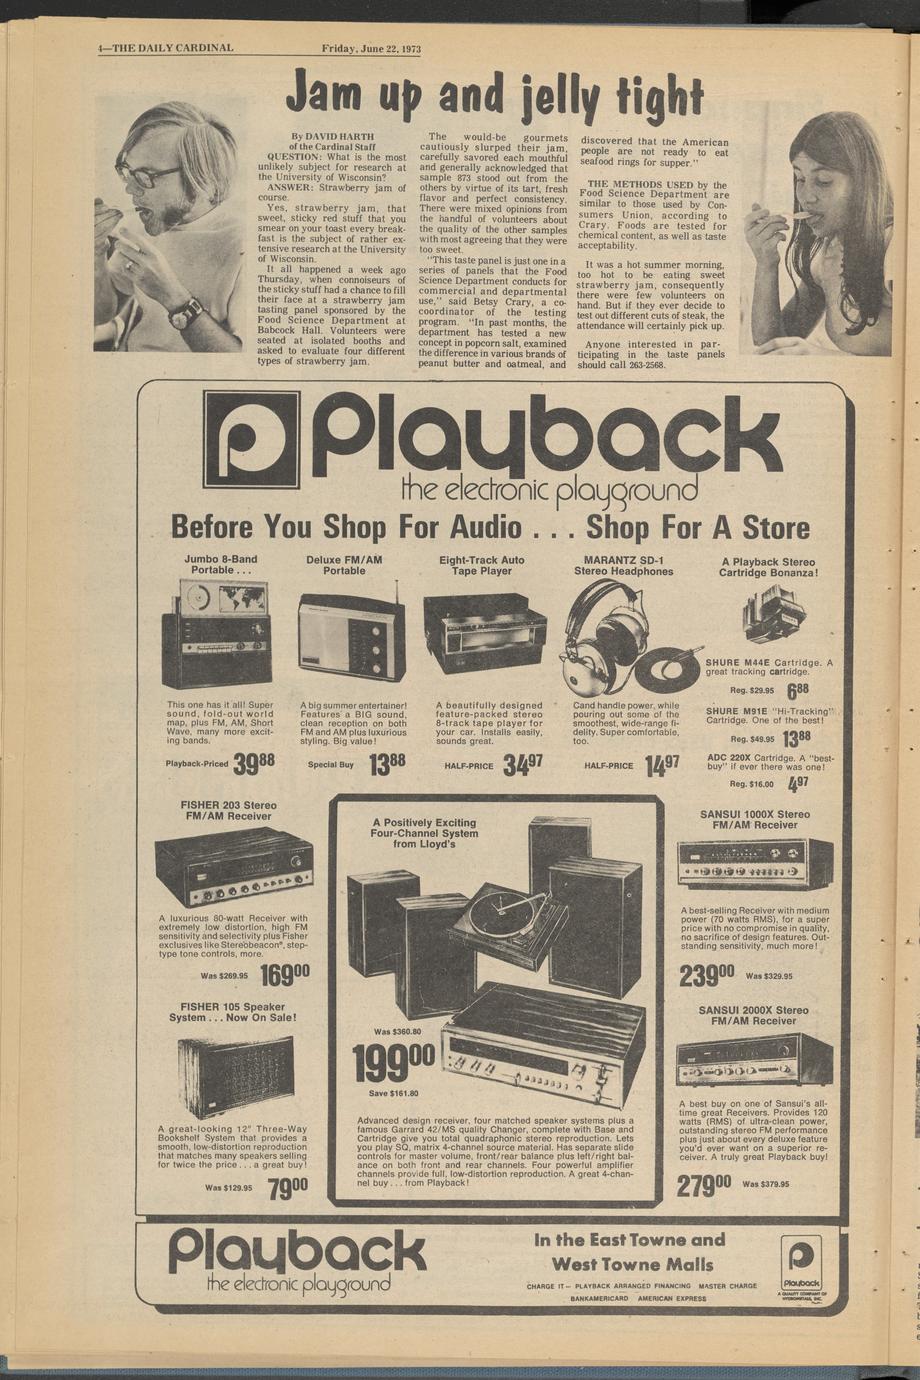 4—THE DAILY CARDINAL
Friday, June 22, 1973
Jam up and jelly tight
By DAVID HARTH
of the Cardinal Staff
QUESTION: What is the most
unlikely subject for research at
the University of Wisconsin?
ANSWER: Strawberry jam of
course.
Yes, strawberry jam, that
sweet, sticky red stuff that you
smear on your toast every break-
fast is the subject of rather ex-
tensive research at the University
of Wisconsin.
It all happened a week ago
Thursday, when connoiseurs of
the sticky stuff had a chance to fill
their face at a strawberry jam
tasting panel sponsored by the
Food Science Department at
Babcock Hall. Volunteers were
seated at isolated booths and
asked to evaluate four different
types of strawberry jam.
The would-be gourmets
cautiously slurped their jam,
carefully savored each mouthful
and generally acknowledged that
sample 873 stood out from the
others by virtue of its tart, fresh
flavor and perfect consistency.
There were mixed opinions from
the handful of volunteers about
the quality of the other samples
with most agreeing that they were
too sweet.
"This taste panel is just one in a
series of panels that the Food
Science Department conducts for
commercial and departmental
use," said Betsy Crary, a co-
coordinator of the testing
program. "In past months, the
department has tested a new
concept in popcorn salt, examined
the difference in various brands of
peanut butter and oatmeal, and
discovered that the American
people are not ready to eat
seafood rings for supper."
THE METHODS USED by the
Food Science Department are
similar to those used by Con-
sumers Union, according to
Crary. Foods are tested for
chemical content, as well as taste
acceptability.
It was a hot summer morning,
too hot to be eating sweet
strawberry jam, consequently
there were few volunteers on
hand. But if they ever decide to
test out different cuts of steak, the
attendance will certainly pick up.
Anyone interested in par-
ticipating in the taste panels
should call 263-2568.
Playback
the electronic playground
Before You Shop For Audio . . . Shop For A Store
Jumbo 8-Band
Portable . . .
This one has it all! Super
sound, fold-out world
map, plus FM, AM, Short
Wave, many more excit-
ing bands.
Playback-Priced 39.88
Deluxe FM/AM
Portable
A big summer entertainer!
Features a BIG sound,
clean reception on both
FM and AM plus luxurious
styling. Big value!
Special Buy 13.88
Eight-Track Auto
Tape Player
A beautifully designed
feature-packed stereo
8-track tape player for
your car. Installs easily,
sounds great.
HALF-PRICE 34.97
MARANTZ SD-1
Stereo Headphones
Cand handle power, while
pouring out some of the
smoothest, wide-range fi-
delity. Super comfortable,
too.
HALF-PRICE 14.97
A Playback Stereo
Cartridge Bonanza!
SHURE M44E Cartridge. A
great tracking cartridge.
Reg. $29.95 6.88
SHURE M91E "Hi-Tracking"
Cartridge. One of the best!
Reg. $49.95 13.88
ADC 220X Cartridge. A "best-
buy" if ever there was one!
Reg. $16.00 4.97
FISHER 203 Stereo
FM/AM Receiver
A luxurious 80-watt Receiver with
extremely low distortion, high FM
sensitivity and selectivity plus Fisher
exclusives like Stereobeacon®, step-
type tone controls, more.
Was $269.95 169.00
FISHER 105 Speaker
System . . . Now On Sale!
A great-looking 12" Three-Way
Bookshelf System that provides a
smooth, low-distortion reproduction
that matches many speakers selling
for twice the price . . . a great buy!
Was $129.95 79.00
A Positively Exciting
Four-Channel System
from Lloyd's
Was $360.80
199.00
Save $161.80
Advanced design receiver, four matched speaker systems plus a
famous Garrard 42/MS quality Changer, complete with Base and
Cartridge give you total quadraphonic stereo reproduction. Lets
you play SQ, matrix 4-channel source material. Has separate slide
controls for master volume, front/rear balance plus left/right bal-
ance on both front and rear channels. Four powerful amplifier
channels provide full, low-distortion reproduction. A great 4-chan-
nel buy . . . from Playback!
SANSUI 1000X Stereo
FM/AM Receiver
A best-selling Receiver with medium
power (70 watts RMS), for a super
price with no compromise in quality,
no sacrifice of design features. Out-
standing sensitivity, much more!
239.00 Was $329.95
SANSUI 2000X Stereo
FM/AM Receiver
A best buy on one of Sansui's all-
time great Receivers. Provides 120
watts (RMS) of ultra-clean power,
outstanding stereo FM performance
plus just about every deluxe feature
you'd ever want on a superior re-
ceiver. A truly great Playback buy!
279.00 Was $379.95
Playback
the electronic playground
In the East Towne and
West Towne Malls
CHARGE IT— PLAYBACK ARRANGED FINANCING MASTER CHARGE
BANKAMERICARD AMERICAN EXPRESS
Playback
A QUALITY COMPANY OF
HYDROMETALS, INC.